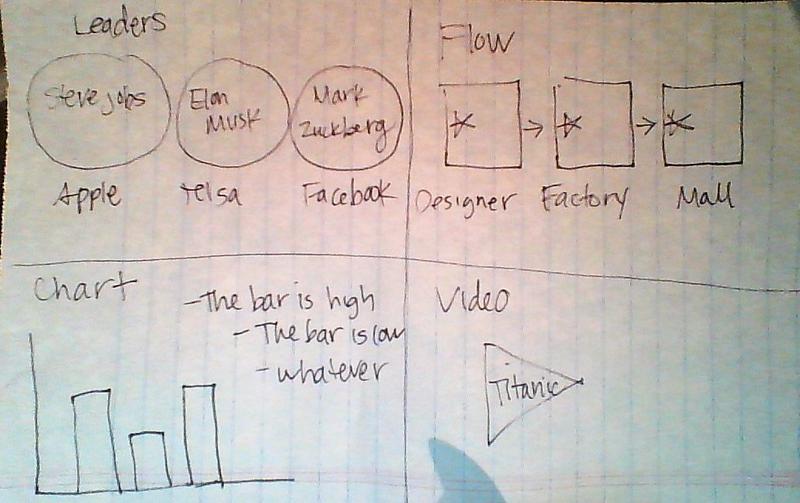 Leaders
Steve jobs
Elon
Musk
Mark
Zuckberg
Apple
telsa
Facebook
Flow
Designer
Factory
Mall
Chart
-The bar is high
- The bar is low
- whatever
Video
Titanic